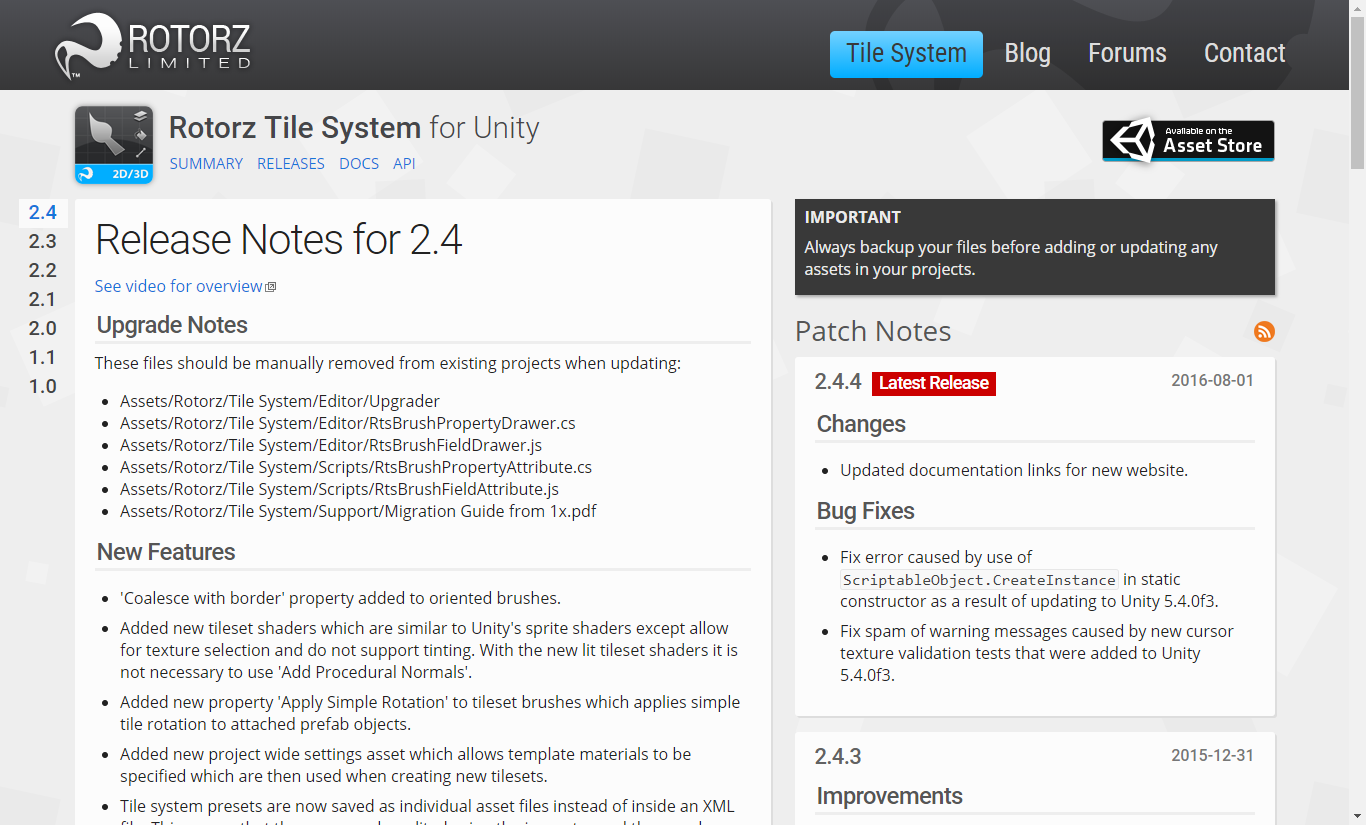 ROTORZ
LIMITED
™
Tile System
Blog
Forums
Contact
2D/3D
Rotorz Tile System for Unity
SUMMARY
RELEASES
DOCS
API
Available on the
Asset Store
2.4
2.3
2.2
2.1
2.0
1.1
1.0
Release Notes for 2.4
See video for overview
Upgrade Notes
These files should be manually removed from existing projects when updating:
Assets/Rotorz/Tile System/Editor/Upgrader
Assets/Rotorz/Tile System/Editor/RtsBrushPropertyDrawer.cs
Assets/Rotorz/Tile System/Editor/RtsBrushFieldDrawer.js
Assets/Rotorz/Tile System/Scripts/RtsBrushPropertyAttribute.cs
Assets/Rotorz/Tile System/Scripts/RtsBrushFieldAttribute.js
Assets/Rotorz/Tile System/Support/Migration Guide from 1x.pdf
New Features
'Coalesce with border' property added to oriented brushes.
Added new tileset shaders which are similar to Unity's sprite shaders except allow
for texture selection and do not support tinting. With the new lit tileset shaders it is
not necessary to use 'Add Procedural Normals'.
Added new property 'Apply Simple Rotation' to tileset brushes which applies simple
tile rotation to attached prefab objects.
Added new project wide settings asset which allows template materials to be
specified which are then used when creating new tilesets.
Tile system presets are now saved as individual asset files instead of inside an XML
IMPORTANT
Always backup your files before adding or updating any
assets in your projects.
Patch Notes
2.4.4
Latest Release
2016-08-01
Changes
Updated documentation links for new website.
Bug Fixes
Fix error caused by use of
ScriptableObject.CreateInstance in static
constructor as a result of updating to Unity 5.4.0f3.
Fix spam of warning messages caused by new cursor
texture validation tests that were added to Unity
5.4.0f3.
2.4.3
2015-12-31
Improvements